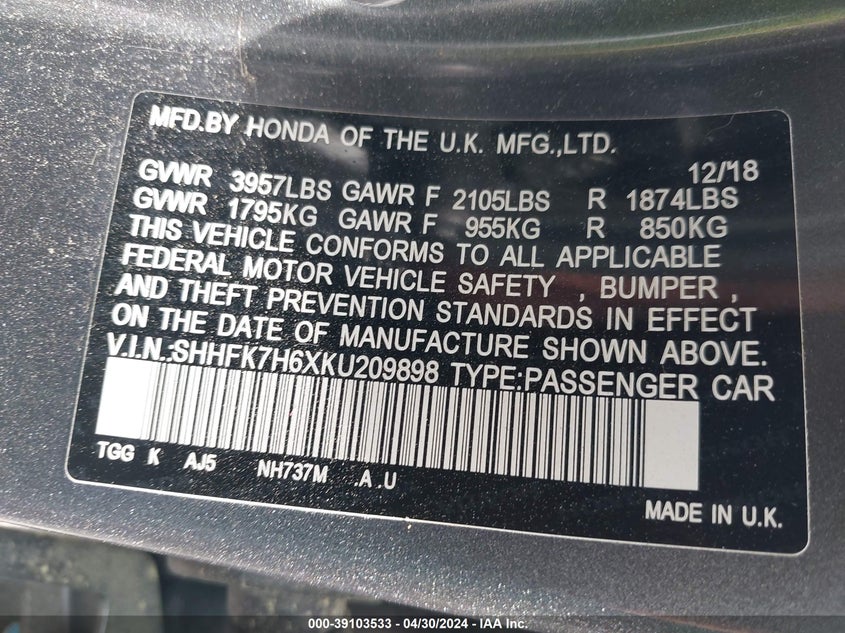 MFD.BY HONDA OF THE U.K. MFG.,LTD.
12/'18
GVWR 3957LBS GAWR F 2105LBS R 1874LBS
GVWR 1795KG GAWR F 955KG R 850KG
THIS VEHICLE CONFORMS TO ALL APPLICABLE
FEDERAL MOTOR VEHICLE SAFETY , BUMPER ,
AND THEFT PREVENTION STANDARDS IN EFFECT
ON THE DATE OF MANUFACTURE SHOWN ABOVE.
V.I.N.:SHHFK7H6XKU209898 TYPE:PASSENGER CAR
TGG K AJ5 NH737M .A .U
MADE IN U.K.
000-39103533 - 04/30/2024 - IAA Inc.